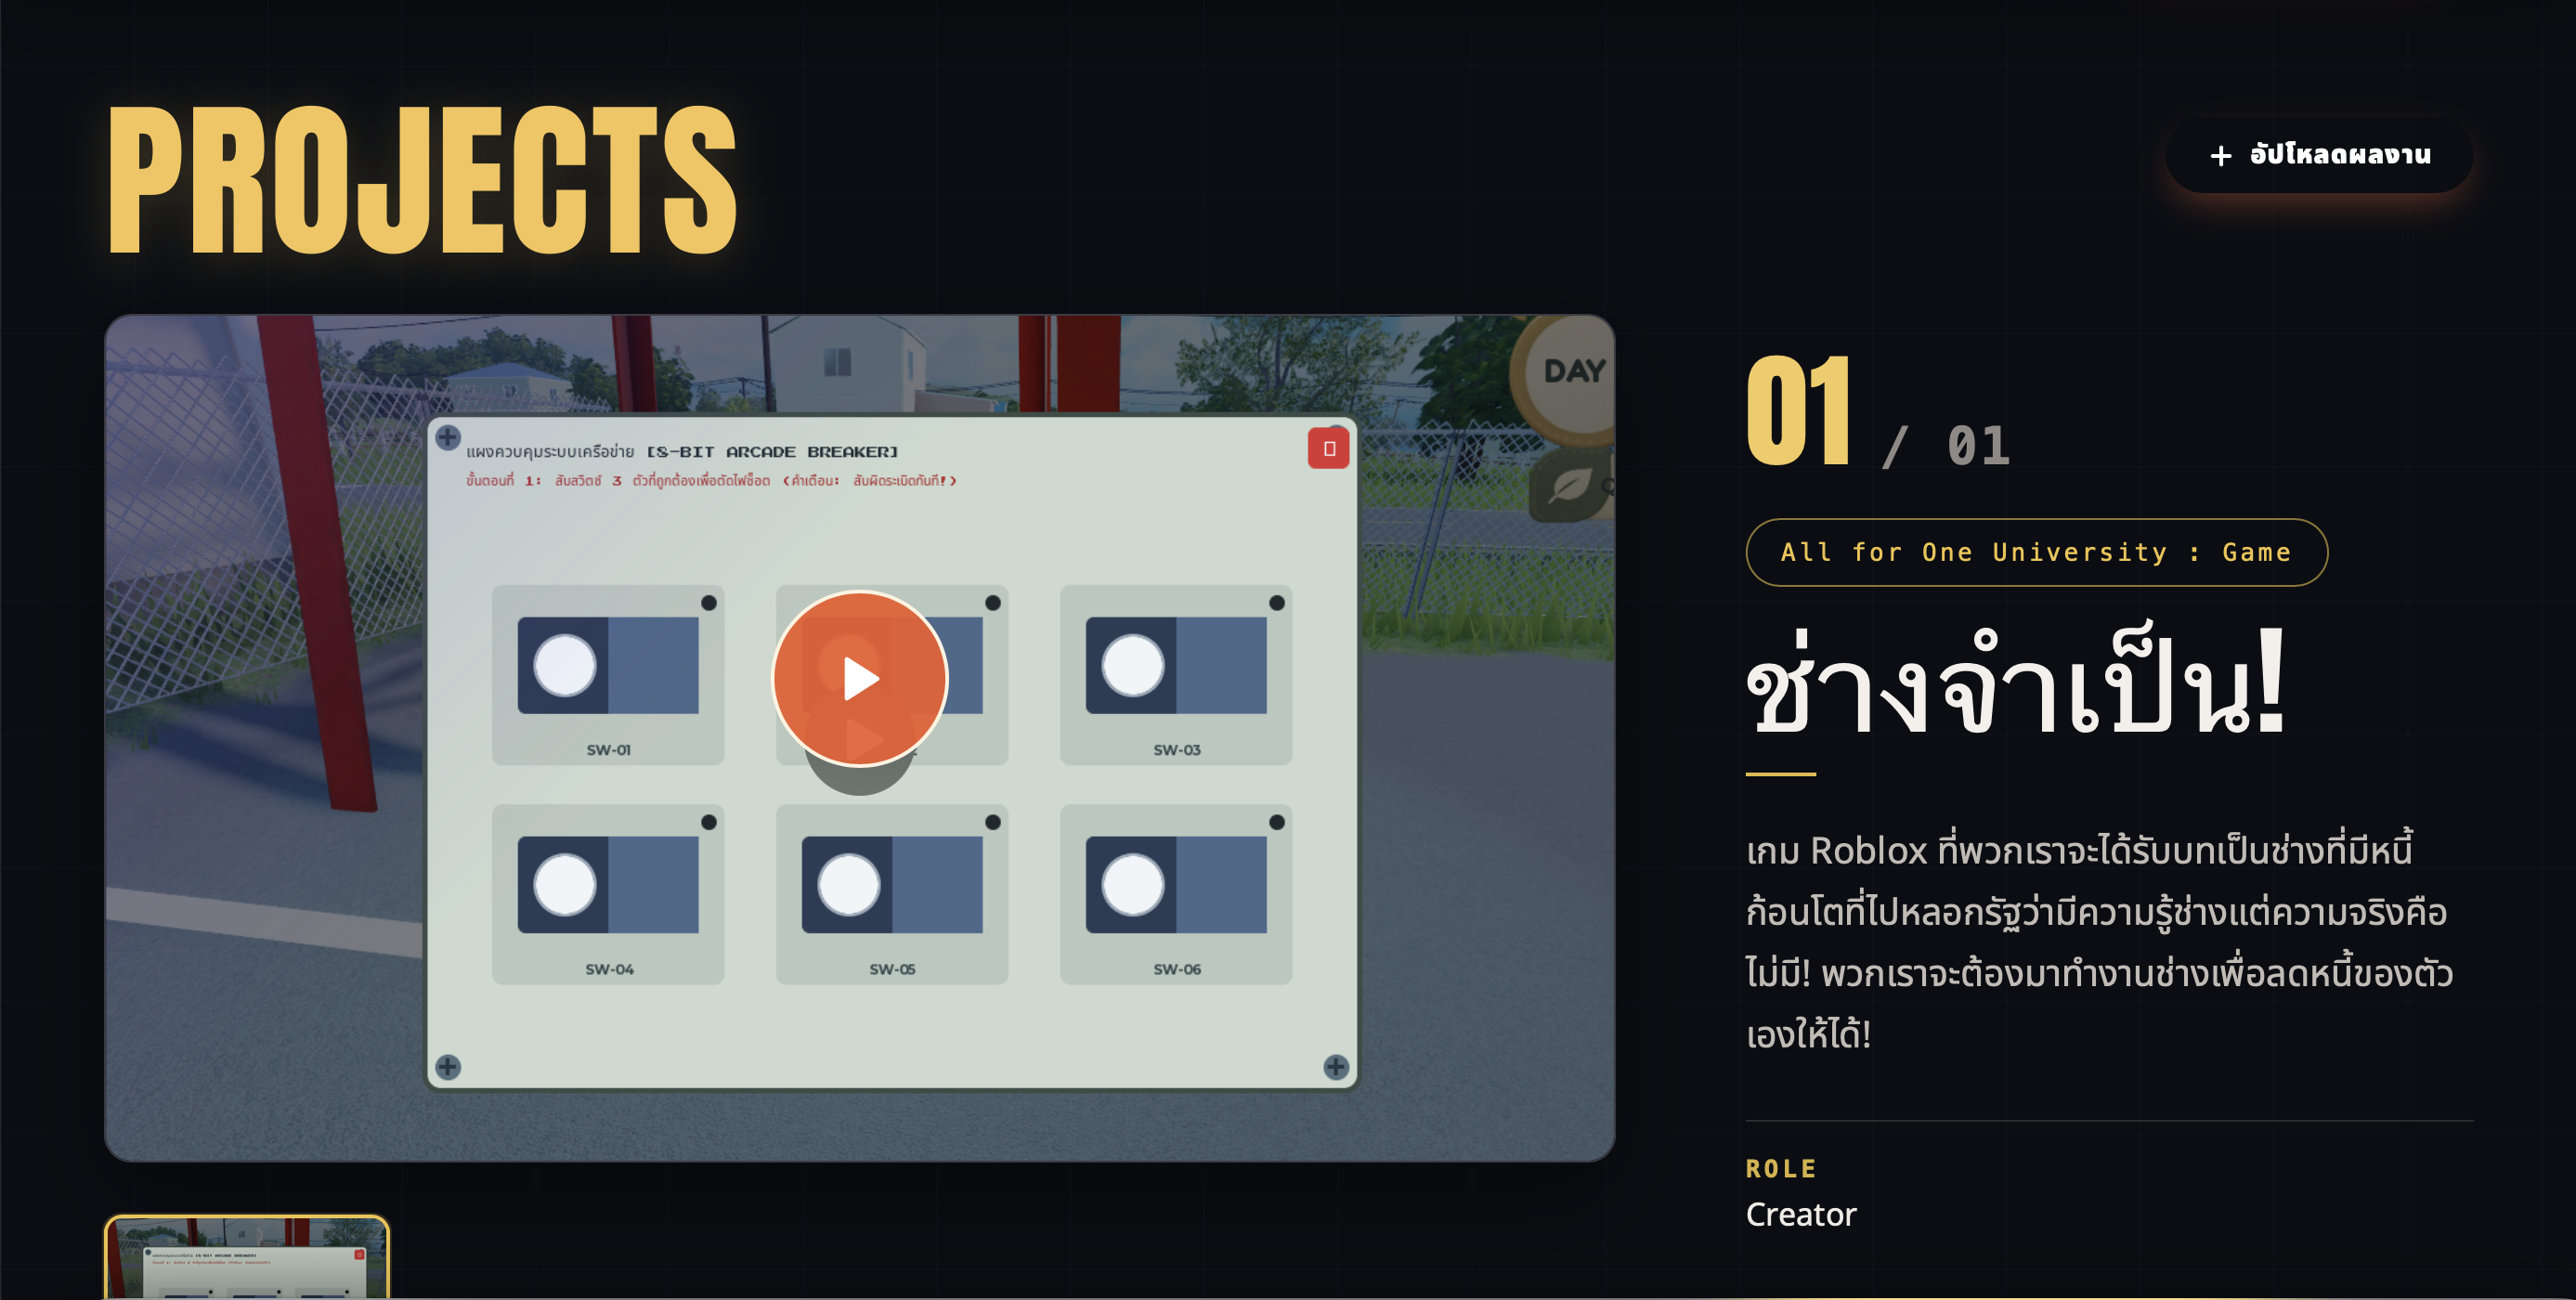 PROJECTS
+ อัปโหลดผลงาน
DAY
แผงควบคุมระบบเครือข่าย [8-BIT ARCADE BREAKER]
ขั้นตอนที่ 1: สับสวิตช์ 3 ตัวที่ถูกต้องเพื่อตัดไฟช็อต (คำเตือน: สับผิดระเบิดทันที!)
SW-01
SW-03
SW-04
SW-05
SW-06
01 / 01
All for One University : Game
ช่างจำเป็น!
เกม Roblox ที่พวกเราจะได้รับบทเป็นช่างที่มีหนี้
ก้อนโตที่ไปหลอกรัฐว่ามีความรู้ช่างแต่ความจริงคือ
ไม่มี! พวกเราจะต้องมาทำงานช่างเพื่อลดหนี้ของตัว
เองให้ได้!
ROLE
Creator